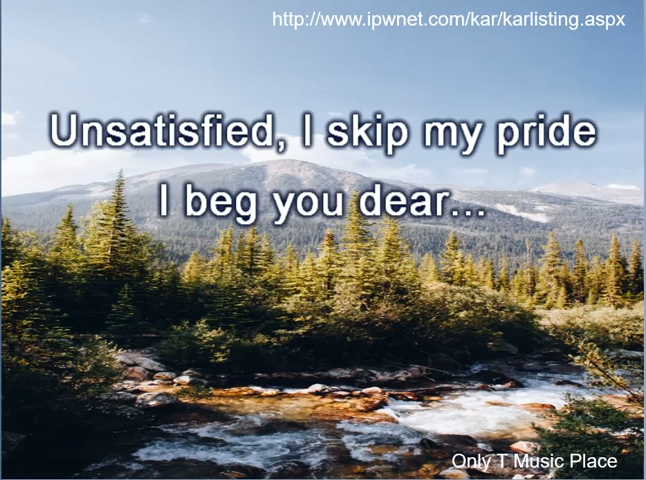 http://www.ipwnet.com/kar/karlisting.aspx
Unsatisfied, I skip my pride
I beg you dear...
Only T Music Place